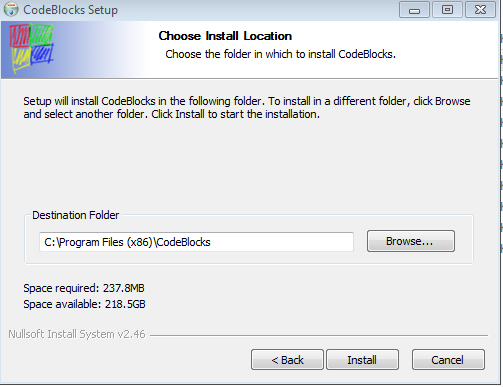 CodeBlocks Setup
Choose Install Location
Choose the folder in which to install CodeBlocks.
Setup will install CodeBlocks in the following folder. To install in a different folder, click Browse
and select another folder. Click Install to start the installation.
Destination Folder
C:\Program Files (x86)\CodeBlocks
Browse...
Space required: 237.8MB
Space available: 218.5GB
Nullsoft Install System v2.46
< Back
Install
Cancel